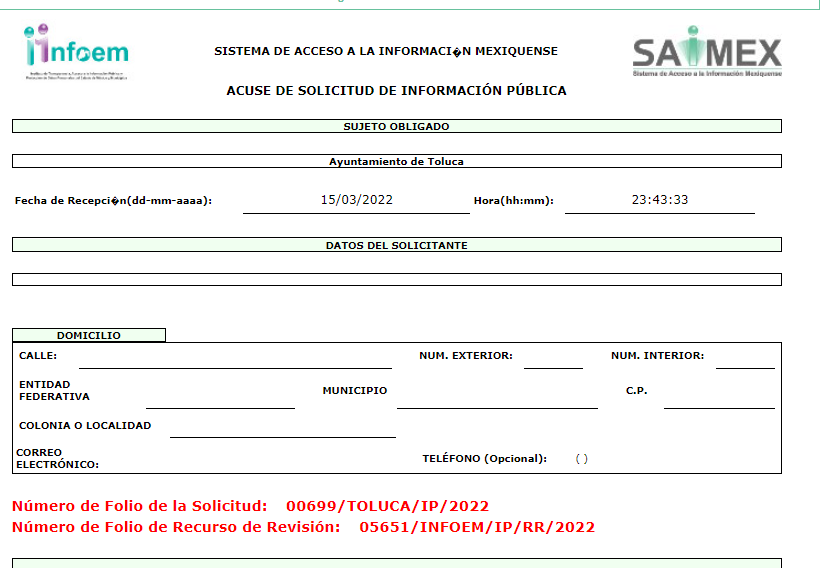 infoem
SISTEMA DE ACCESO A LA INFORMACI�N MEXIQUENSE
SAIMEX
Sistema de Acceso a la Información Mexiquense
ACUSE DE SOLICITUD DE INFORMACIÓN PÚBLICA
SUJETO OBLIGADO
Ayuntamiento de Toluca
Fecha de Recepci�n(dd-mm-aaaa): 15/03/2022 Hora(hh:mm): 23:43:33
DATOS DEL SOLICITANTE
DOMICILIO
CALLE: NUM. EXTERIOR: NUM. INTERIOR:
ENTIDAD
FEDERATIVA MUNICIPIO C.P.
COLONIA O LOCALIDAD
CORREO
ELECTRÓNICO: TELÉFONO (Opcional): ( )
Número de Folio de la Solicitud: 00699/TOLUCA/IP/2022
Número de Folio de Recurso de Revisión: 05651/INFOEM/IP/RR/2022